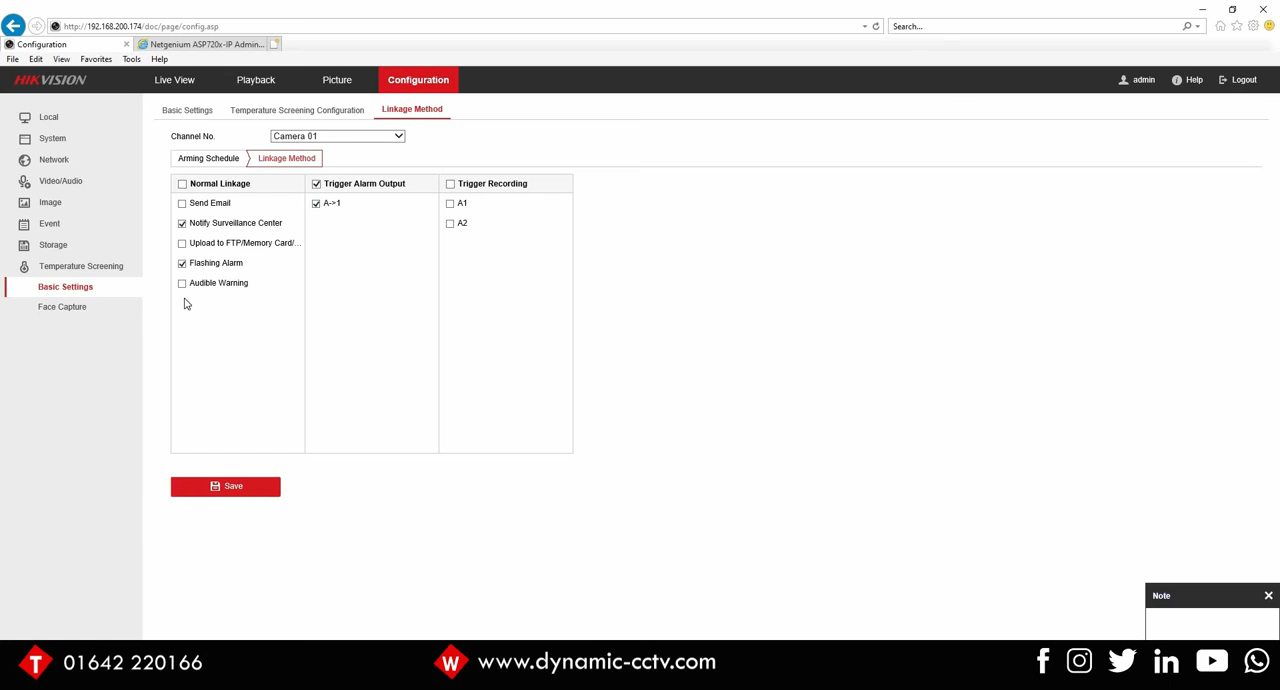 http://192.168.200.174/doc/page/config.asp
Search...
Configuration
Netgenium ASP720x-IP Admin...
File Edit View Favorites Tools Help
HIKVISION
Live View
Playback
Picture
Configuration
admin
Help
Logout
Local
System
Network
Video/Audio
Image
Event
Storage
Temperature Screening
Basic Settings
Face Capture
Basic Settings
Temperature Screening Configuration
Linkage Method
Channel No.
Camera 01
Arming Schedule
Linkage Method
Normal Linkage
Trigger Alarm Output
Trigger Recording
Send Email
A->1
A1
Notify Surveillance Center
A2
Upload to FTP/Memory Card/...
Flashing Alarm
Audible Warning
Save
Note
T 01642 220166
W www.dynamic-cctv.com